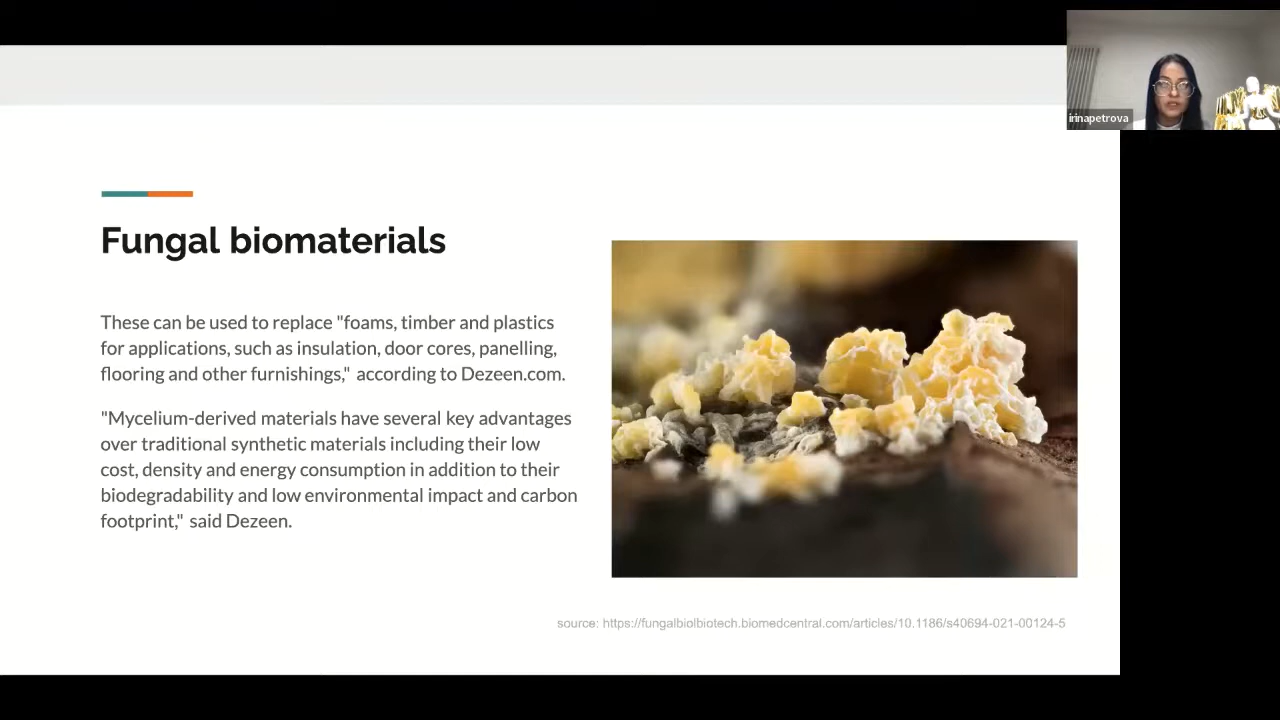 irinapetrova
Fungal biomaterials
These can be used to replace "foams, timber and plastics
for applications, such as insulation, door cores, panelling,
flooring and other furnishings," according to Dezeen.com.
"Mycelium-derived materials have several key advantages
over traditional synthetic materials including their low
cost, density and energy consumption in addition to their
biodegradability and low environmental impact and carbon
footprint," said Dezeen.
source: https://fungalbiolbiotech.biomedcentral.com/articles/10.1186/s40694-021-00124-5